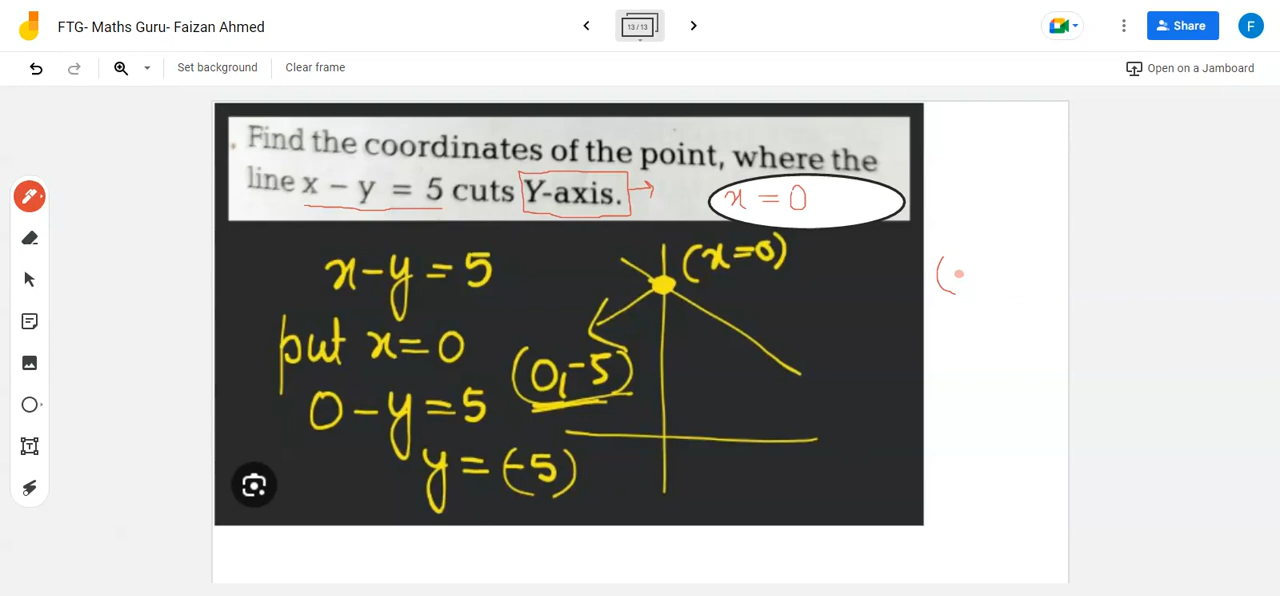 FTG- Maths Guru- Faizan Ahmed
13 / 13
Share
F
Set background
Clear frame
Open on a Jamboard
. Find the coordinates of the point, where the
line x − y = 5 cuts Y-axis.
x = 0
x-y=5
(x=0)
put x=0
(0,-5)
0-y=5
y=(-5)
(